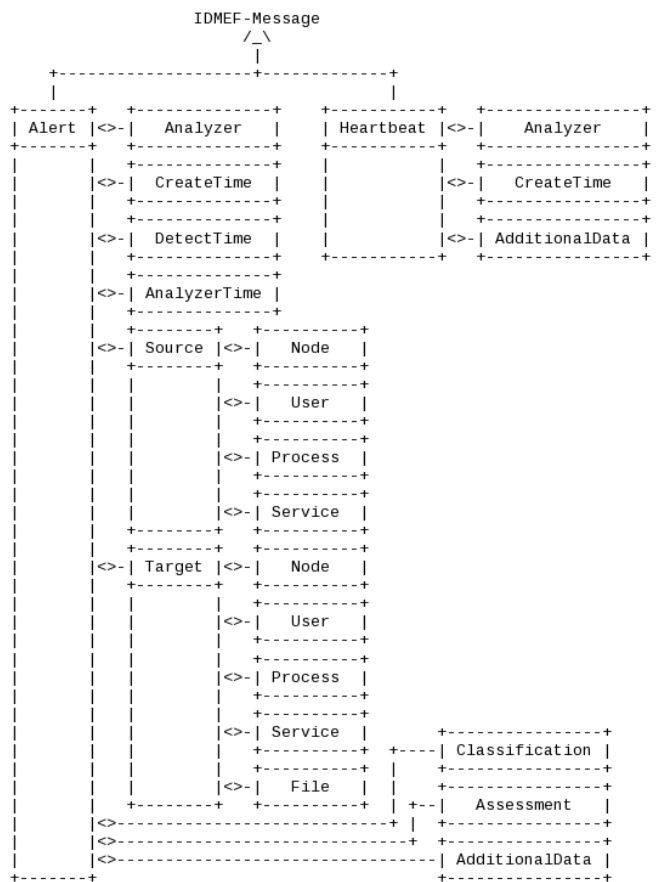 IDMEF-Message
Alert Analyzer Heartbeat Analyzer
CreateTime CreateTime
DetectTime AdditionalData
AnalyzerTime
Source Node
User
Process
Service
Target Node
User
Process
Service
Classification
File
Assessment
AdditionalData